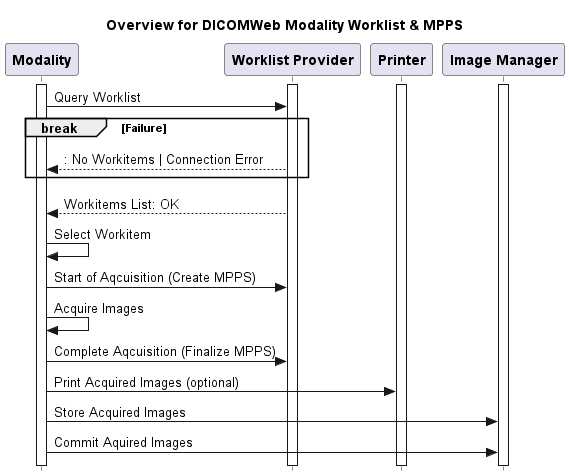 Overview for DICOMWeb Modality Worklist & MPPS
Modality Worklist Provider Printer Image Manager
Query Worklist
break [Failure]
: No Workitems | Connection Error
Workitems List: OK
Select Workitem
Start of Aqcuisition (Create MPPS)
Acquire Images
Complete Aqcuisition (Finalize MPPS)
Print Acquired Images (optional)
Store Acquired Images
Commit Aquired Images